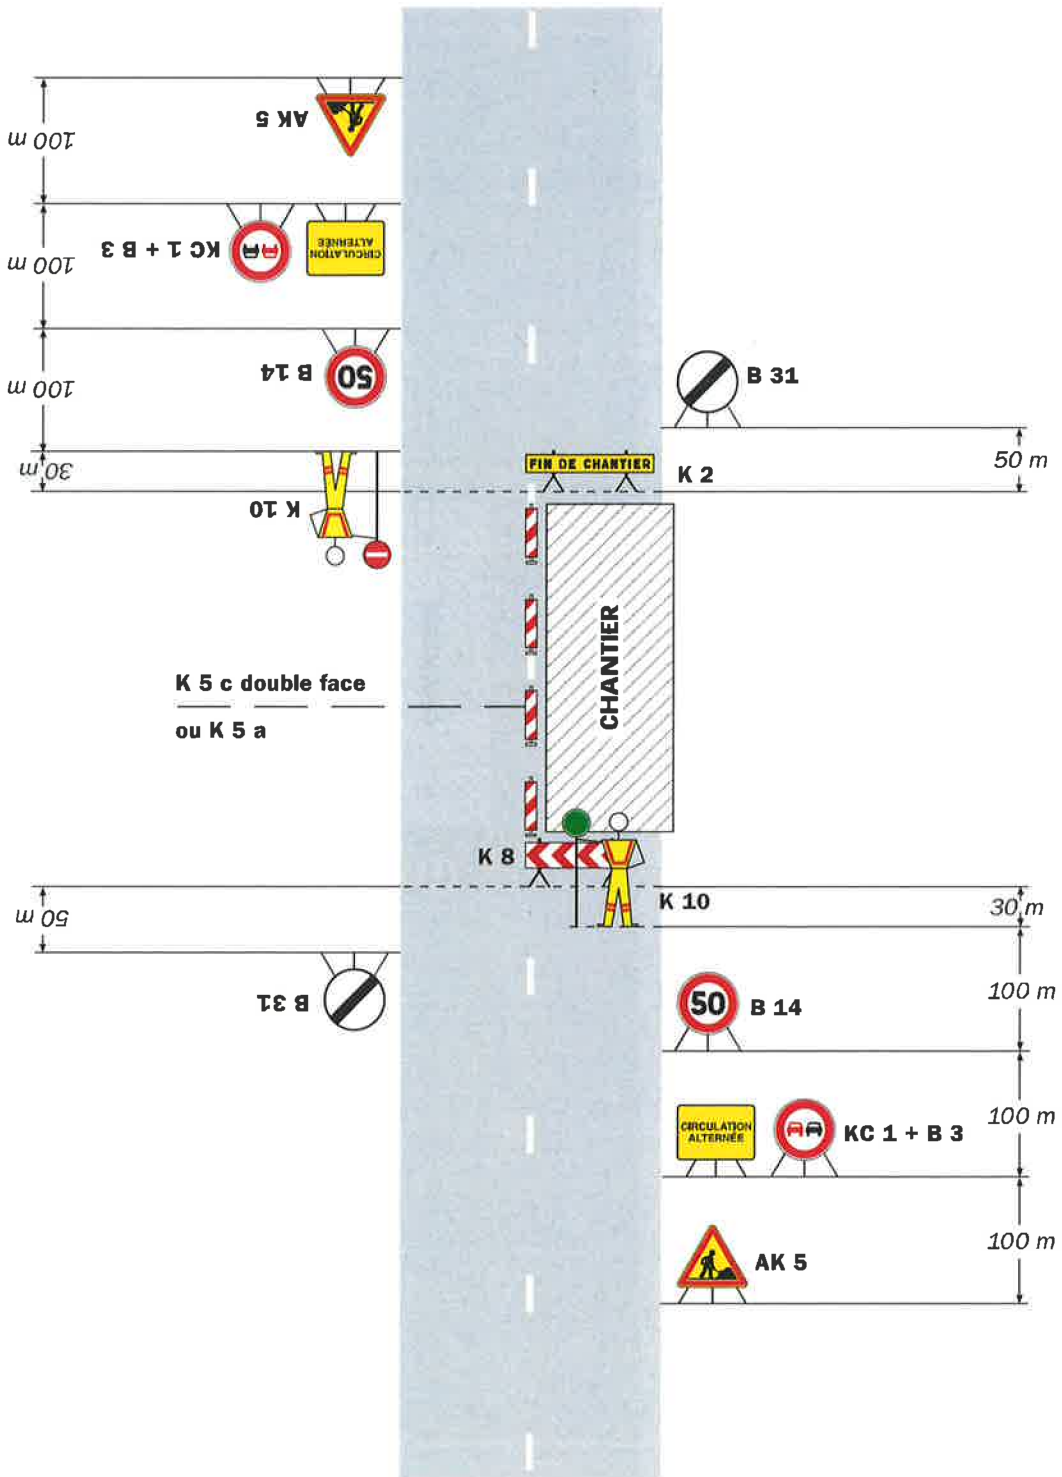 100 m
AK 5
100 m
KC 1 + B 3
CIRCULATION
ALTERNÉE
100 m
B 14
50
B 31
30 m
50 m
FIN DE CHANTIER
K 2
K 10
CHANTIER
K 5 c double face
ou K 5 a
K 8
K 10
30 m
50 m
B 31
100 m
50
B 14
100 m
CIRCULATION
ALTERNÉE
KC 1 + B 3
100 m
AK 5